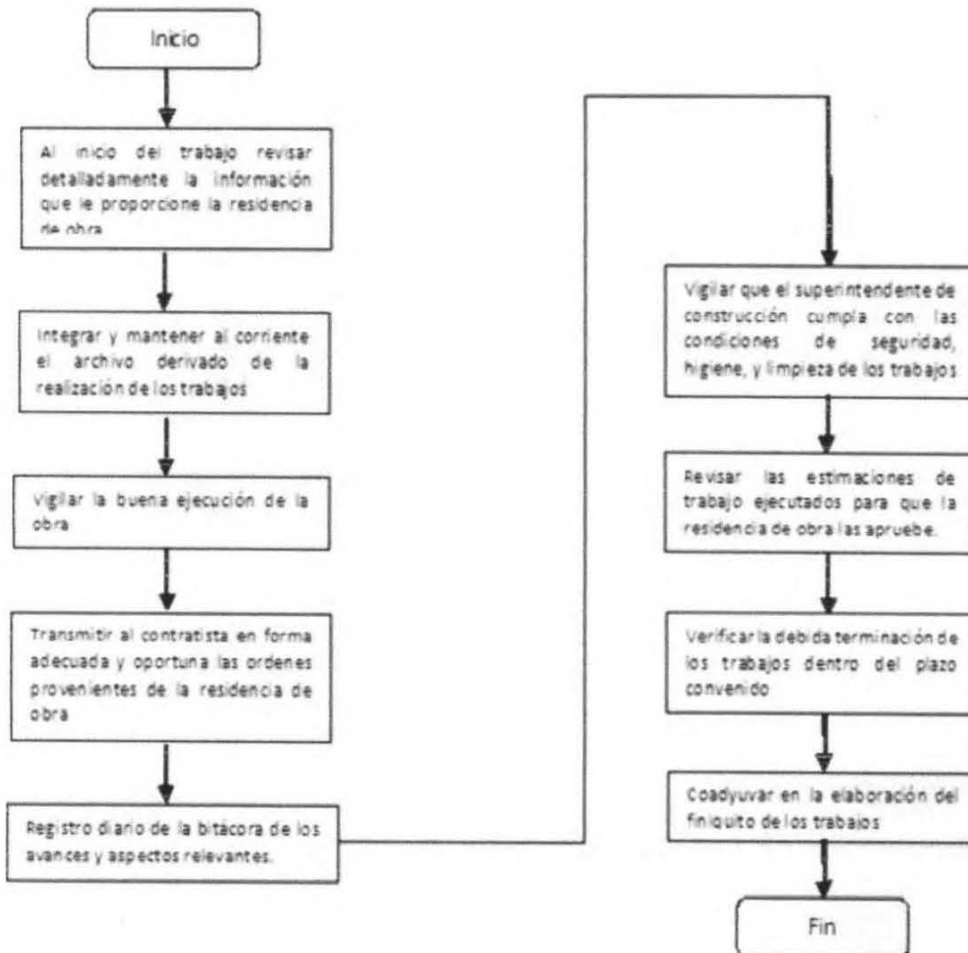 Inicio
Al inicio del trabajo revisar
detalladamente la información
que le proporcione la residencia
de obra
Integrar y mantener al corriente
el archivo derivado de la
realización de los trabajos
Vigilar la buena ejecución de la
obra
Transmitir al contratista en forma
adecuada y oportuna las ordenes
provenientes de la residencia de
obra
Registro diario de la bitácora de los
avances y aspectos relevantes.
Vigilar que el superintendente de
construcción cumpla con las
condiciones de seguridad,
higiene, y limpieza de los trabajos
Revisar las estimaciones de
trabajo ejecutados para que la
residencia de obra las apruebe.
Verificar la debida terminación de
los trabajos dentro del plazo
convenido
Coadyuvar en la elaboración del
finiquito de los trabajos
Fin